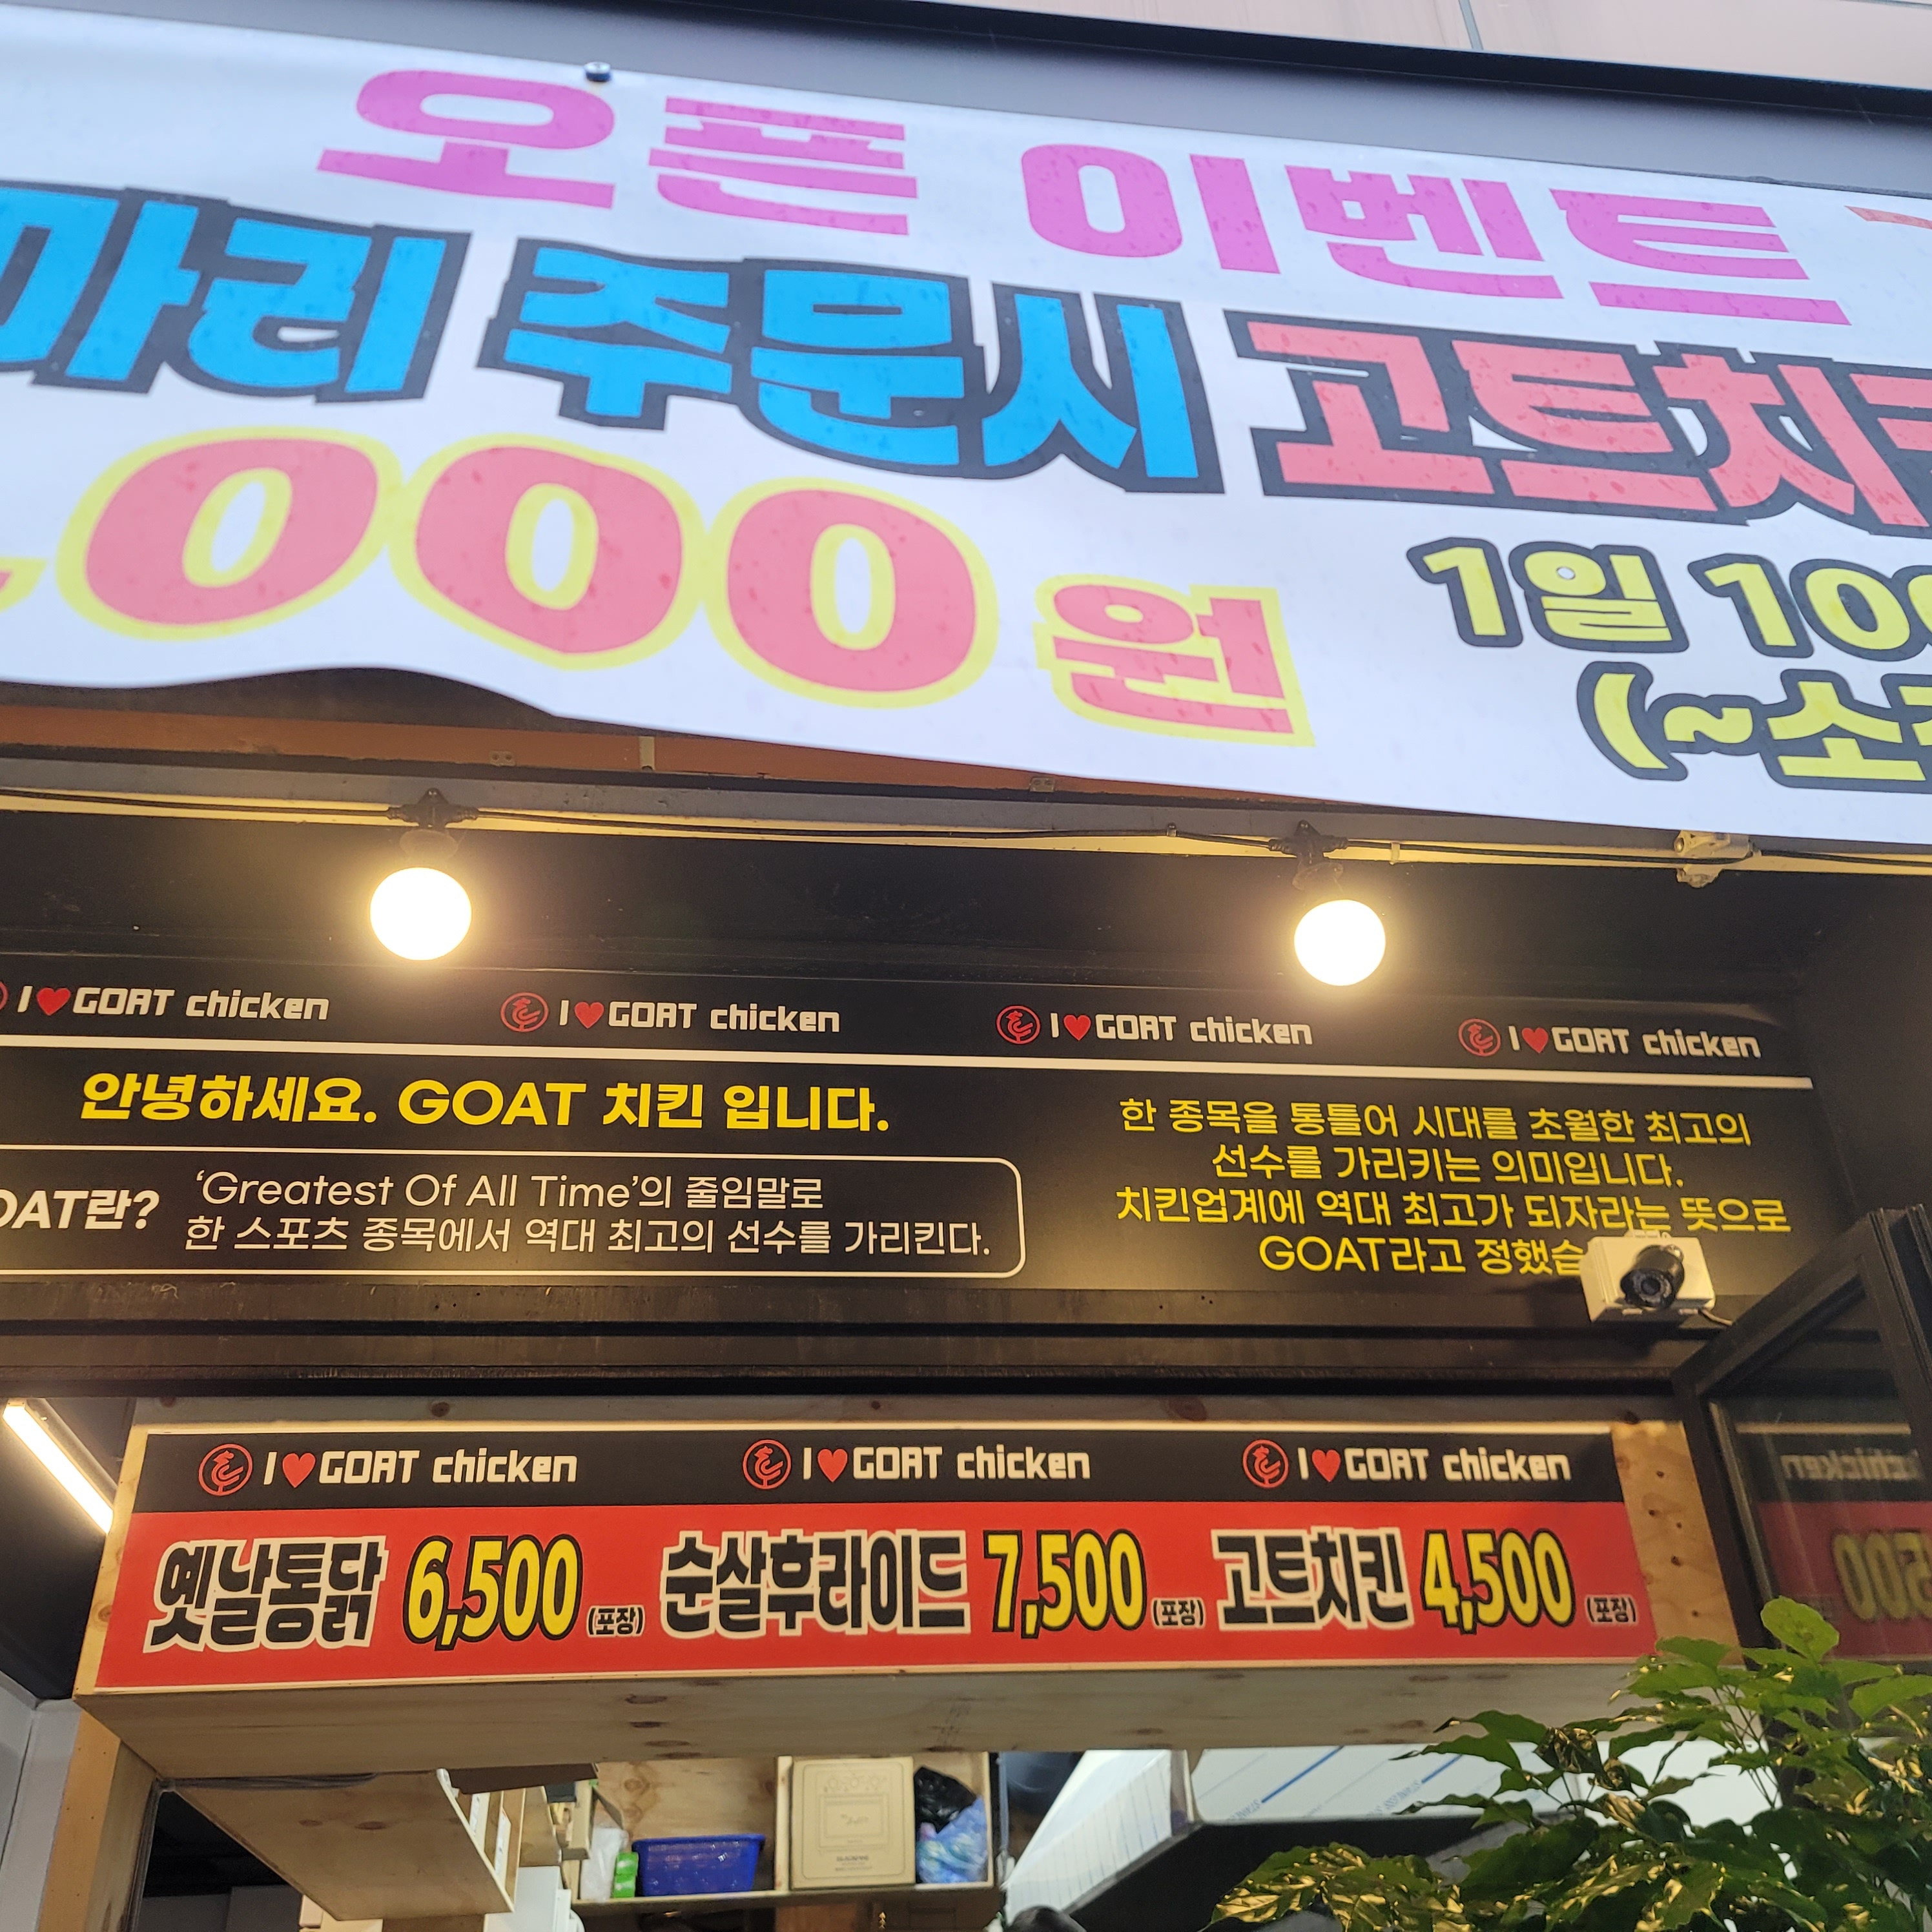 오픈 이벤트
마리 주문시 고트치
,000원
1일 10
(~소
I♥GOAT chicken
I♥GOAT chicken
I♥GOAT chicken
I♥GOAT chicken
안녕하세요. GOAT 치킨 입니다.
OAT란?
‘Greatest Of All Time’의 줄임말로
한 스포츠 종목에서 역대 최고의 선수를 가리킨다.
한 종목을 통틀어 시대를 초월한 최고의
선수를 가리키는 의미입니다.
치킨업계에 역대 최고가 되자라는 뜻으로
GOAT라고 정했습
I♥GOAT chicken
I♥GOAT chicken
I♥GOAT chicken
옛날통닭 6,500 (포장) 순살후라이드 7,500 (포장) 고트치킨 4,500 (포장)